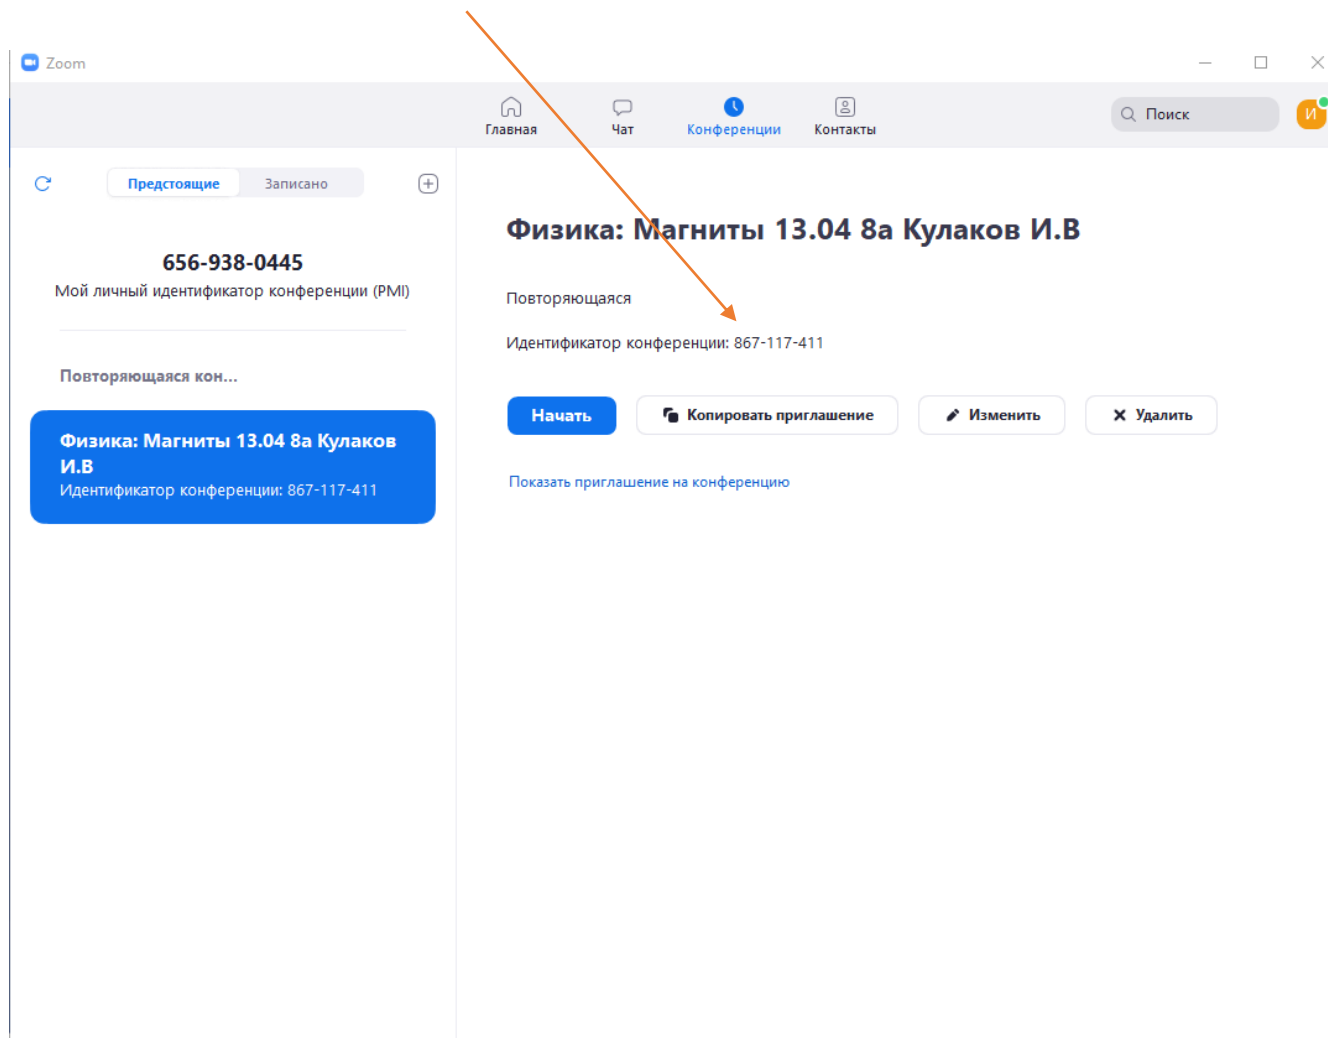 Zoom
Главная
Чат
Конференции
Контакты
Поиск
И
Предстоящие
Записано
656-938-0445
Мой личный идентификатор конференции (PMI)
Повторяющаяся кон...
Физика: Магниты 13.04 8а Кулаков
И.В
Идентификатор конференции: 867-117-411
Физика: Магниты 13.04 8а Кулаков И.В
Повторяющаяся
Идентификатор конференции: 867-117-411
Начать
Копировать приглашение
Изменить
Удалить
Показать приглашение на конференцию